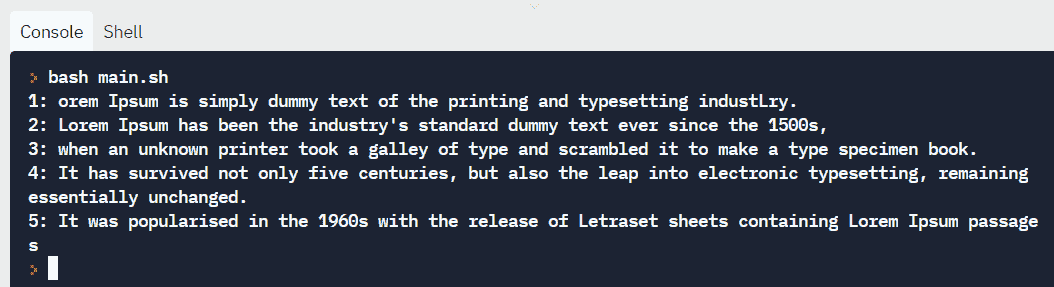 Console Shell
bash main.sh
1: orem Ipsum is simply dummy text of the printing and typesetting industLry.
2: Lorem Ipsum has been the industry's standard dummy text ever since the 1500s,
3: when an unknown printer took a galley of type and scrambled it to make a type specimen book.
4: It has survived not only five centuries, but also the leap into electronic typesetting, remaining
essentially unchanged.
5: It was popularised in the 1960s with the release of Letraset sheets containing Lorem Ipsum passage
s